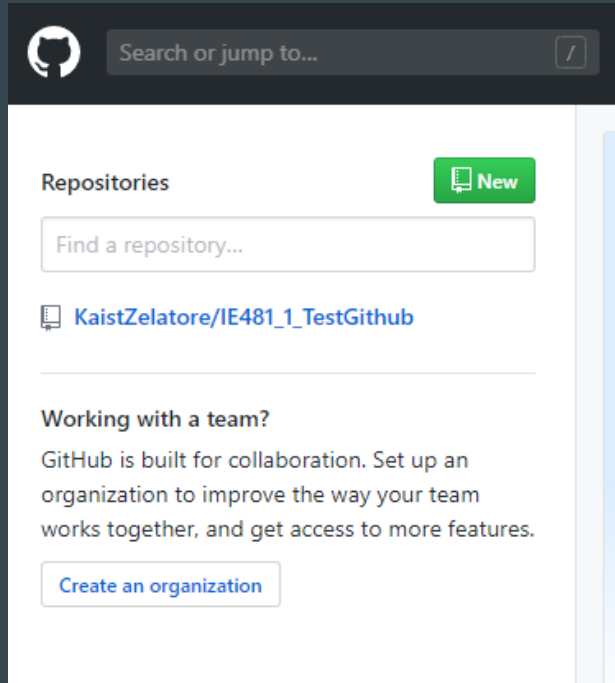 Search or jump to...
/
Repositories
New
Find a repository...
KaistZelatore/IE481_1_TestGithub
Working with a team?
GitHub is built for collaboration. Set up an
organization to improve the way your team
works together, and get access to more features.
Create an organization